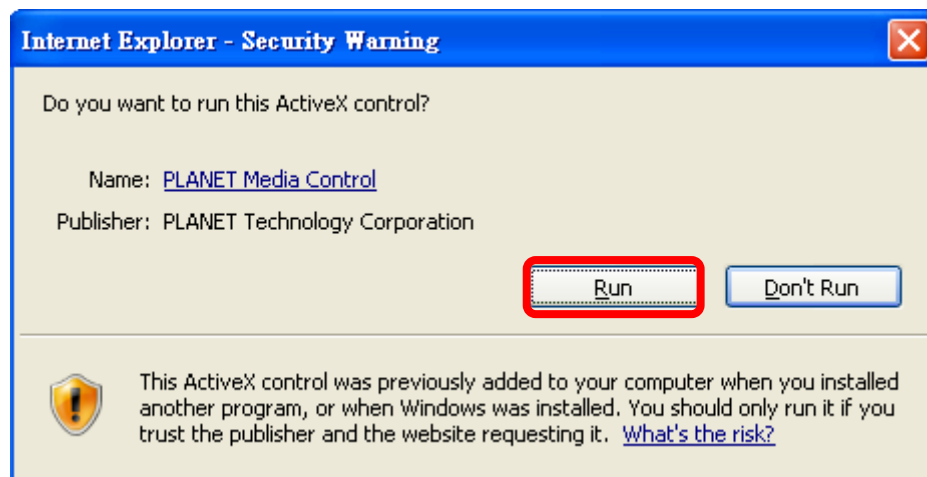 Internet Explorer - Security Warning
Do you want to run this ActiveX control?
Name: PLANET Media Control
Publisher: PLANET Technology Corporation
Run Don't Run
This ActiveX control was previously added to your computer when you installed
another program, or when Windows was installed. You should only run it if you
trust the publisher and the website requesting it. What's the risk?